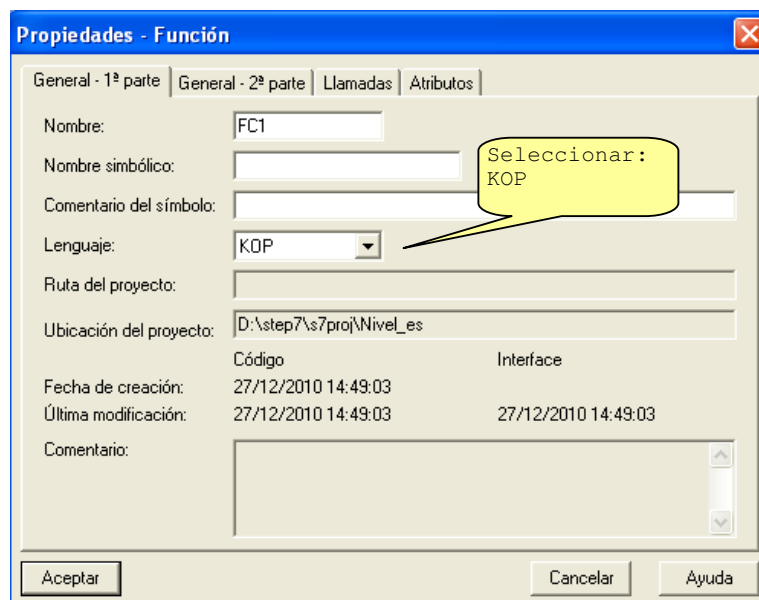 Propiedades - Función
General - 1ª parte General - 2ª parte Llamadas Atributos
Nombre: FC1
Nombre simbólico:
Seleccionar:
KOP
Comentario del símbolo:
Lenguaje: KOP
Ruta del proyecto:
Ubicación del proyecto: D:\step7\s7proj\Nivel_es
Código Interface
Fecha de creación: 27/12/2010 14:49:03
Última modificación: 27/12/2010 14:49:03 27/12/2010 14:49:03
Comentario:
Aceptar Cancelar Ayuda